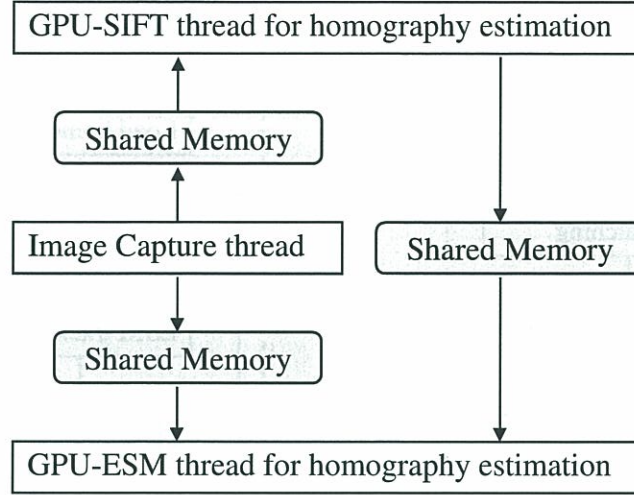 GPU-SIFT thread for homography estimation
Shared Memory
Image Capture thread
Shared Memory
Shared Memory
GPU-ESM thread for homography estimation